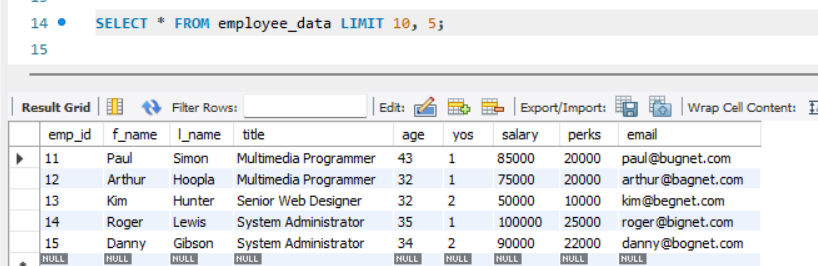 14 SELECT * FROM employee_data LIMIT 10, 5;
15
Result Grid Filter Rows: Edit: Export/Import: Wrap Cell Content:
emp_id f_name l_name title age yos salary perks email
11 Paul Simon Multimedia Programmer 43 1 85000 20000 paul@bugnet.com
12 Arthur Hoopla Multimedia Programmer 32 1 75000 20000 arthur@bagnet.com
13 Kim Hunter Senior Web Designer 32 2 50000 10000 kim@begnet.com
14 Roger Lewis System Administrator 35 1 100000 25000 roger@bignet.com
15 Danny Gibson System Administrator 34 2 90000 22000 danny@bognet.com
NULL NULL NULL NULL NULL NULL NULL NULL NULL